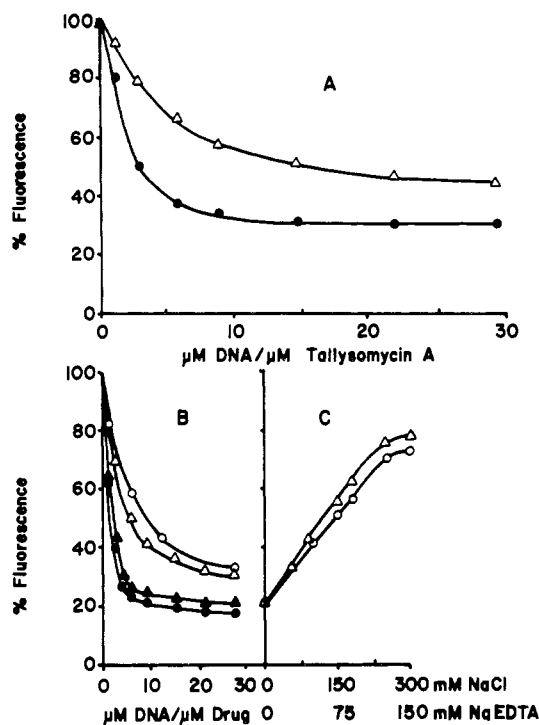 A
% Fluorescence
100
80
60
40
20
0
0 10 20 30
μM DNA/μM Tallysomycin A
B C
% Fluorescence
100
80
60
40
20
0
0 10 20 30 0 150 300 mM NaCl
μM DNA/μM Drug 0 75 150 mM NaEDTA